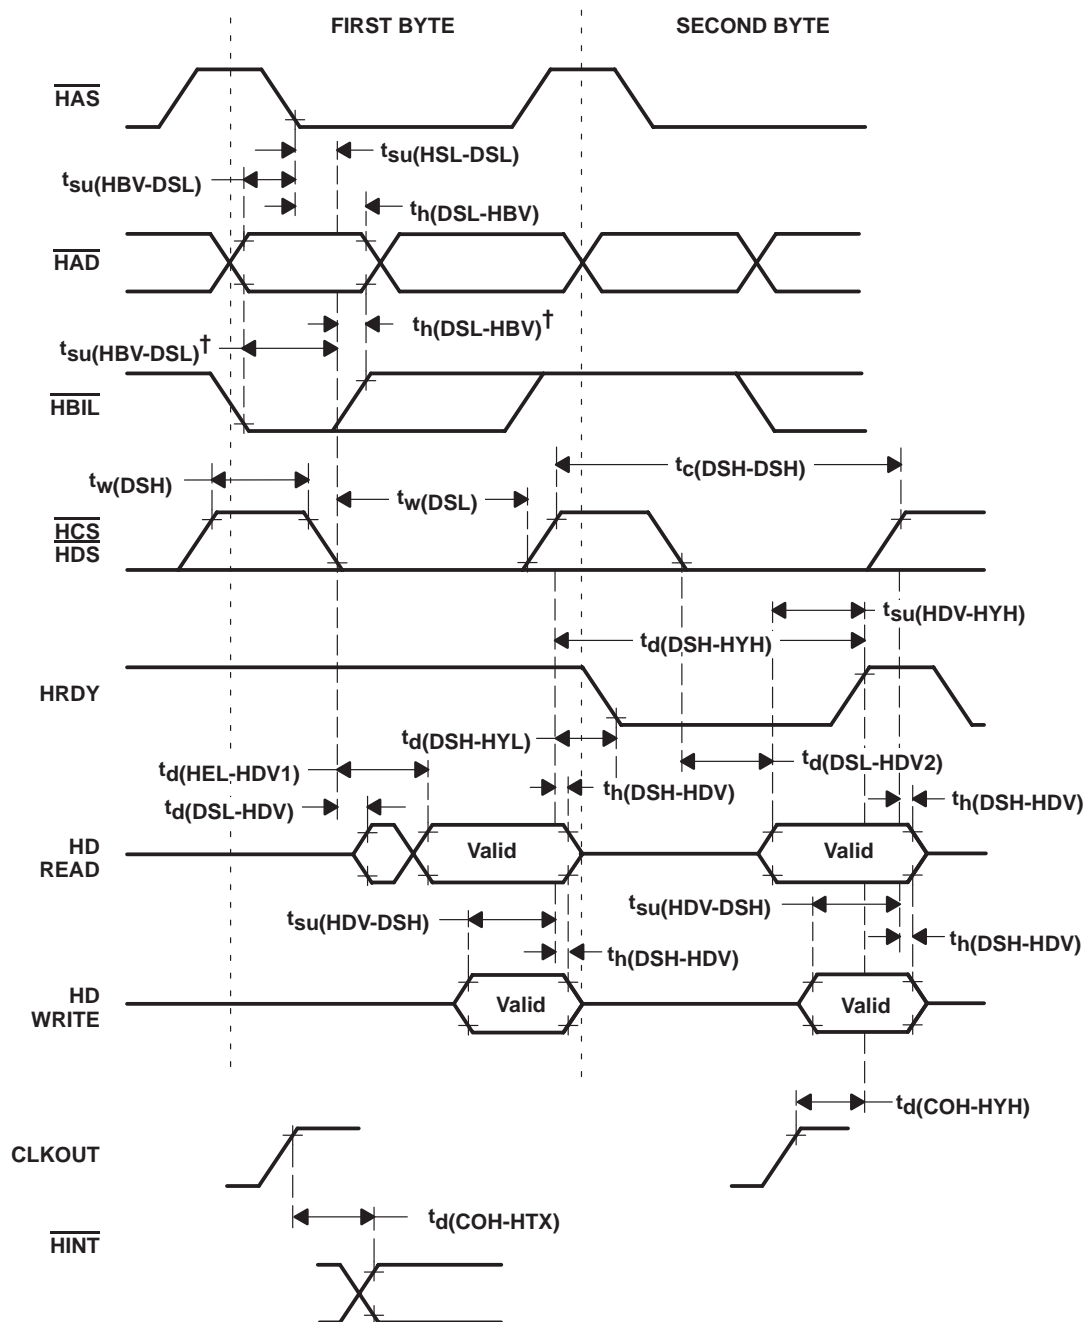 FIRST BYTE SECOND BYTE
HAS
tsu(HSL-DSL)
tsu(HBV-DSL)
th(DSL-HBV)
HAD
th(DSL-HBV)†
tsu(HBV-DSL)†
HBIL
tc(DSH-DSH)
tw(DSH)
tw(DSL)
HCS
HDS
tsu(HDV-HYH)
td(DSH-HYH)
HRDY
td(DSH-HYL)
td(HEL-HDV1) td(DSL-HDV2)
th(DSH-HDV)
td(DSL-HDV) th(DSH-HDV)
HD
READ
Valid Valid
tsu(HDV-DSH) tsu(HDV-DSH)
th(DSH-HDV) th(DSH-HDV)
HD
WRITE
Valid Valid
td(COH-HYH)
CLKOUT
td(COH-HTX)
HINT